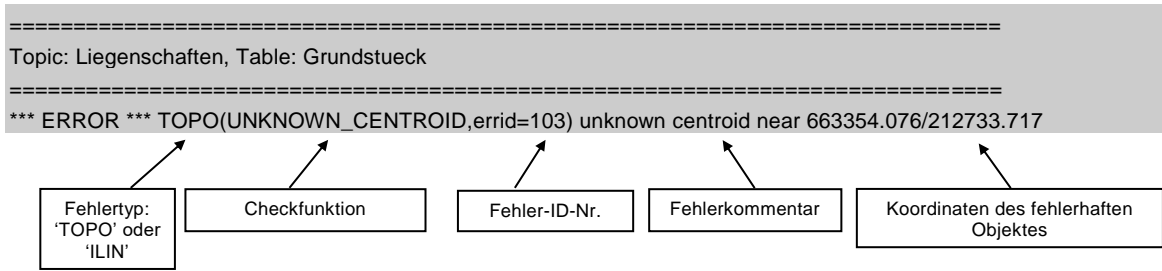 ==============================================================================
Topic: Liegenschaften, Table: Grundstueck
==============================================================================
*** ERROR *** TOPO(UNKNOWN_CENTROID,errid=103) unknown centroid near 663354.076/212733.717
Fehlertyp:
‘TOPO’ oder
‘ILIN’
Checkfunktion
Fehler-ID-Nr.
Fehlerkommentar
Koordinaten des fehlerhaften
Objektes